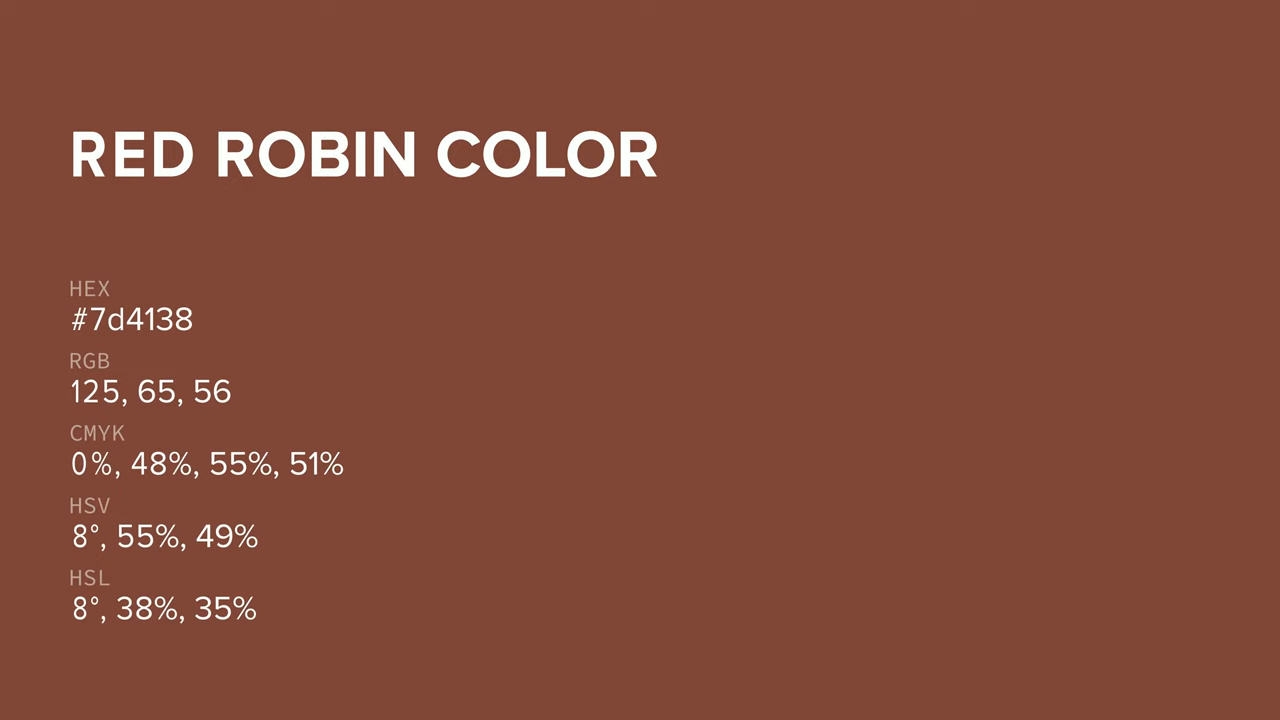 RED ROBIN COLOR
HEX
#7d4138
RGB
125, 65, 56
CMYK
0%, 48%, 55%, 51%
HSV
8°, 55%, 49%
HSL
8°, 38%, 35%